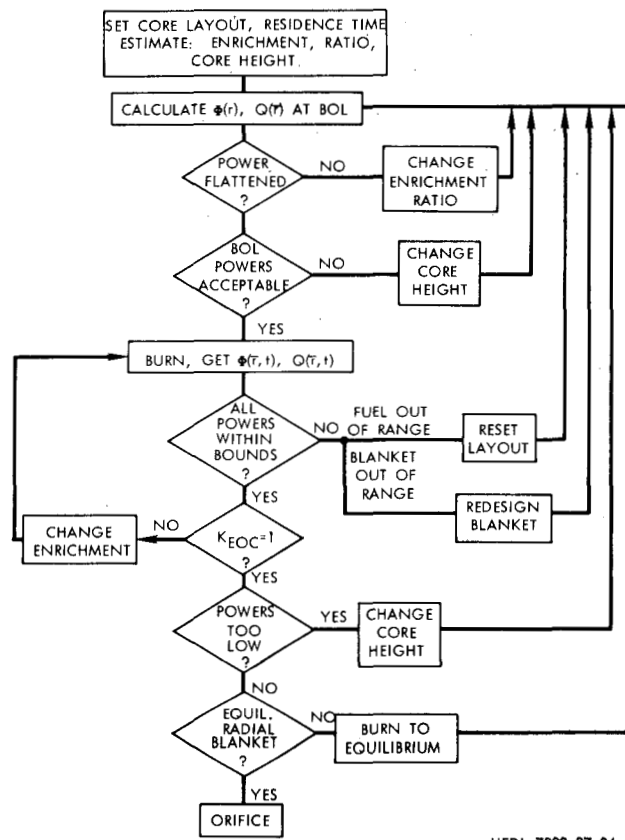 SET CORE LAYOUT, RESIDENCE TIME
ESTIMATE: ENRICHMENT, RATIO,
CORE HEIGHT.
CALCULATE Φ(r), Q(r̅) AT BOL
POWER
FLATTENED
?
NO
CHANGE
ENRICHMENT
RATIO
BOL
POWERS
ACCEPTABLE
?
NO
CHANGE
CORE
HEIGHT
YES
BURN, GET Φ(r̅, t), Q(r̅, t)
ALL
POWERS
WITHIN
BOUNDS
?
NO
FUEL OUT
OF RANGE
RESET
LAYOUT
BLANKET
OUT OF
RANGE
REDESIGN
BLANKET
YES
K_EOC=1
?
NO
CHANGE
ENRICHMENT
YES
POWERS
TOO
LOW
?
YES
CHANGE
CORE
HEIGHT
NO
EQUIL.
RADIAL
BLANKET
?
NO
BURN TO
EQUILIBRIUM
YES
ORIFICE